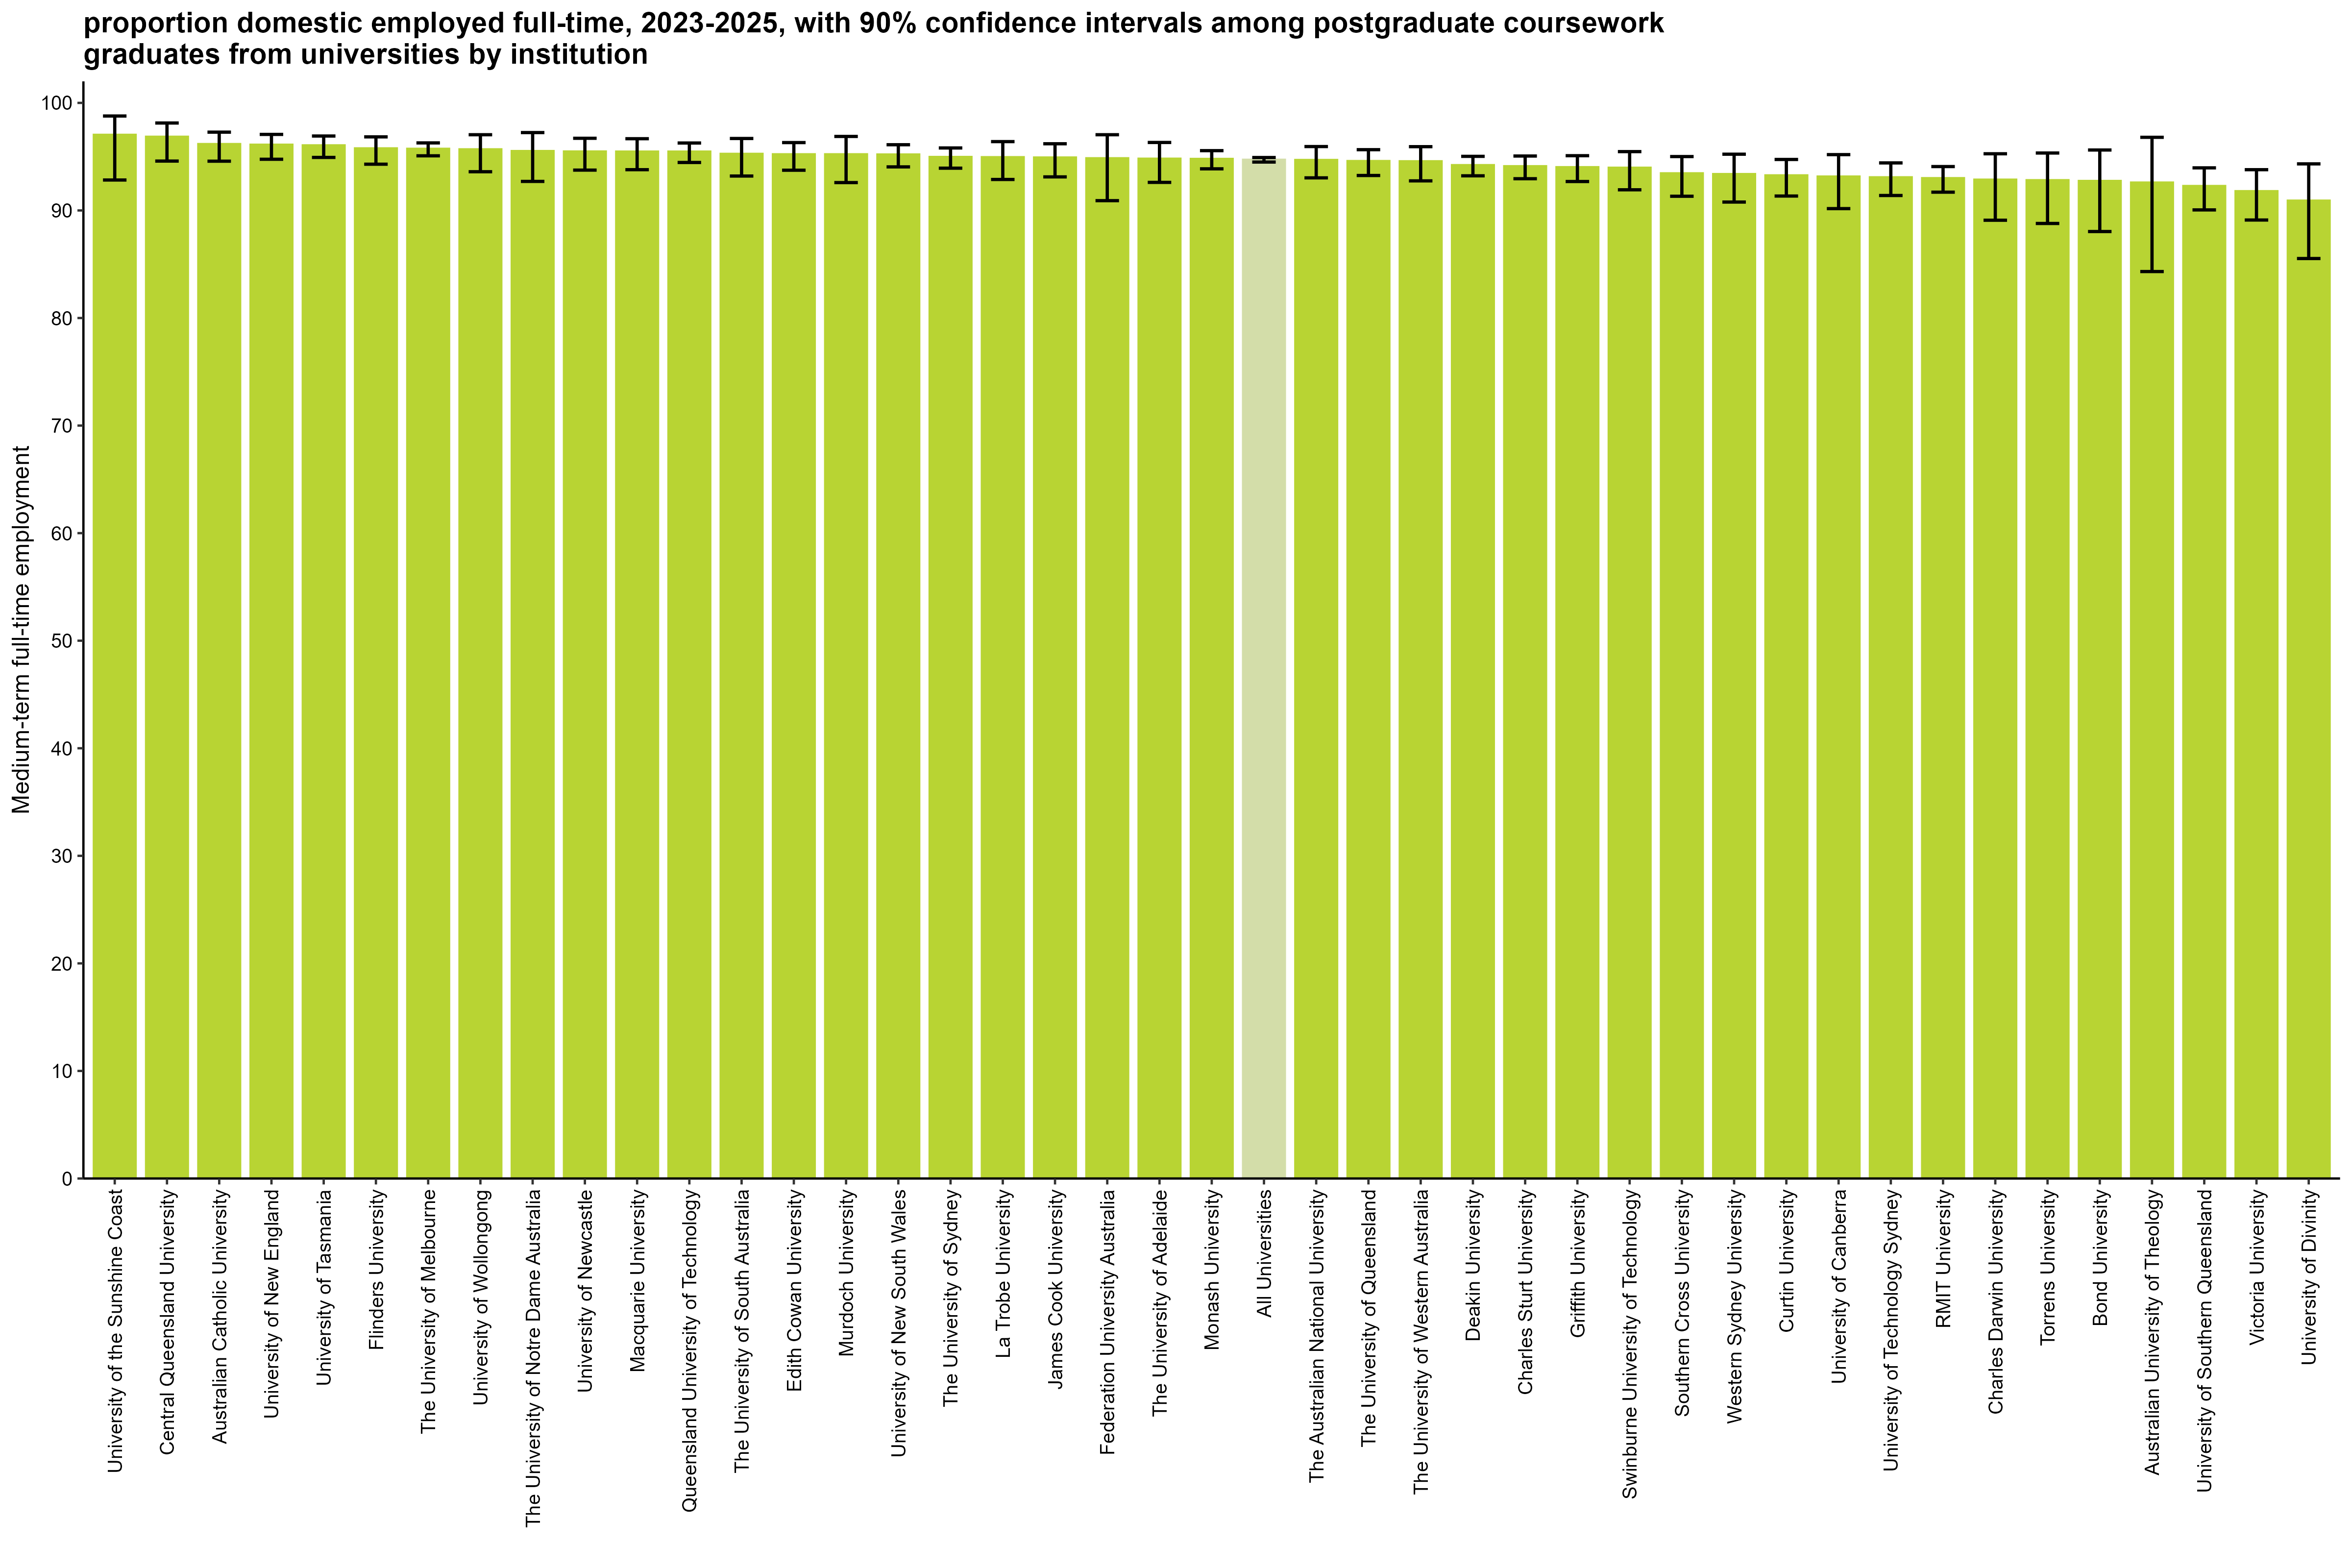 proportion domestic employed full-time, 2023-2025, with 90% confidence intervals among postgraduate coursework
graduates from universities by institution
Medium-term full-time employment
100
90
80
70
60
50
40
30
20
10
0
University of the Sunshine Coast
Central Queensland University
Australian Catholic University
University of New England
University of Tasmania
Flinders University
The University of Melbourne
University of Wollongong
The University of Notre Dame Australia
University of Newcastle
Macquarie University
Queensland University of Technology
The University of South Australia
Edith Cowan University
Murdoch University
University of New South Wales
The University of Sydney
La Trobe University
James Cook University
Federation University Australia
The University of Adelaide
Monash University
All Universities
The Australian National University
The University of Queensland
The University of Western Australia
Deakin University
Charles Sturt University
Griffith University
Swinburne University of Technology
Southern Cross University
Western Sydney University
Curtin University
University of Canberra
University of Technology Sydney
RMIT University
Charles Darwin University
Torrens University
Bond University
Australian University of Theology
University of Southern Queensland
Victoria University
University of Divinity